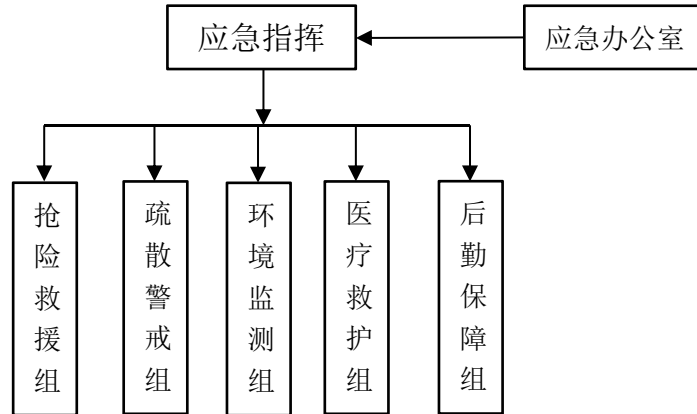 应急指挥
应急办公室
抢险救援组
疏散警戒组
环境监测组
医疗救护组
后勤保障组